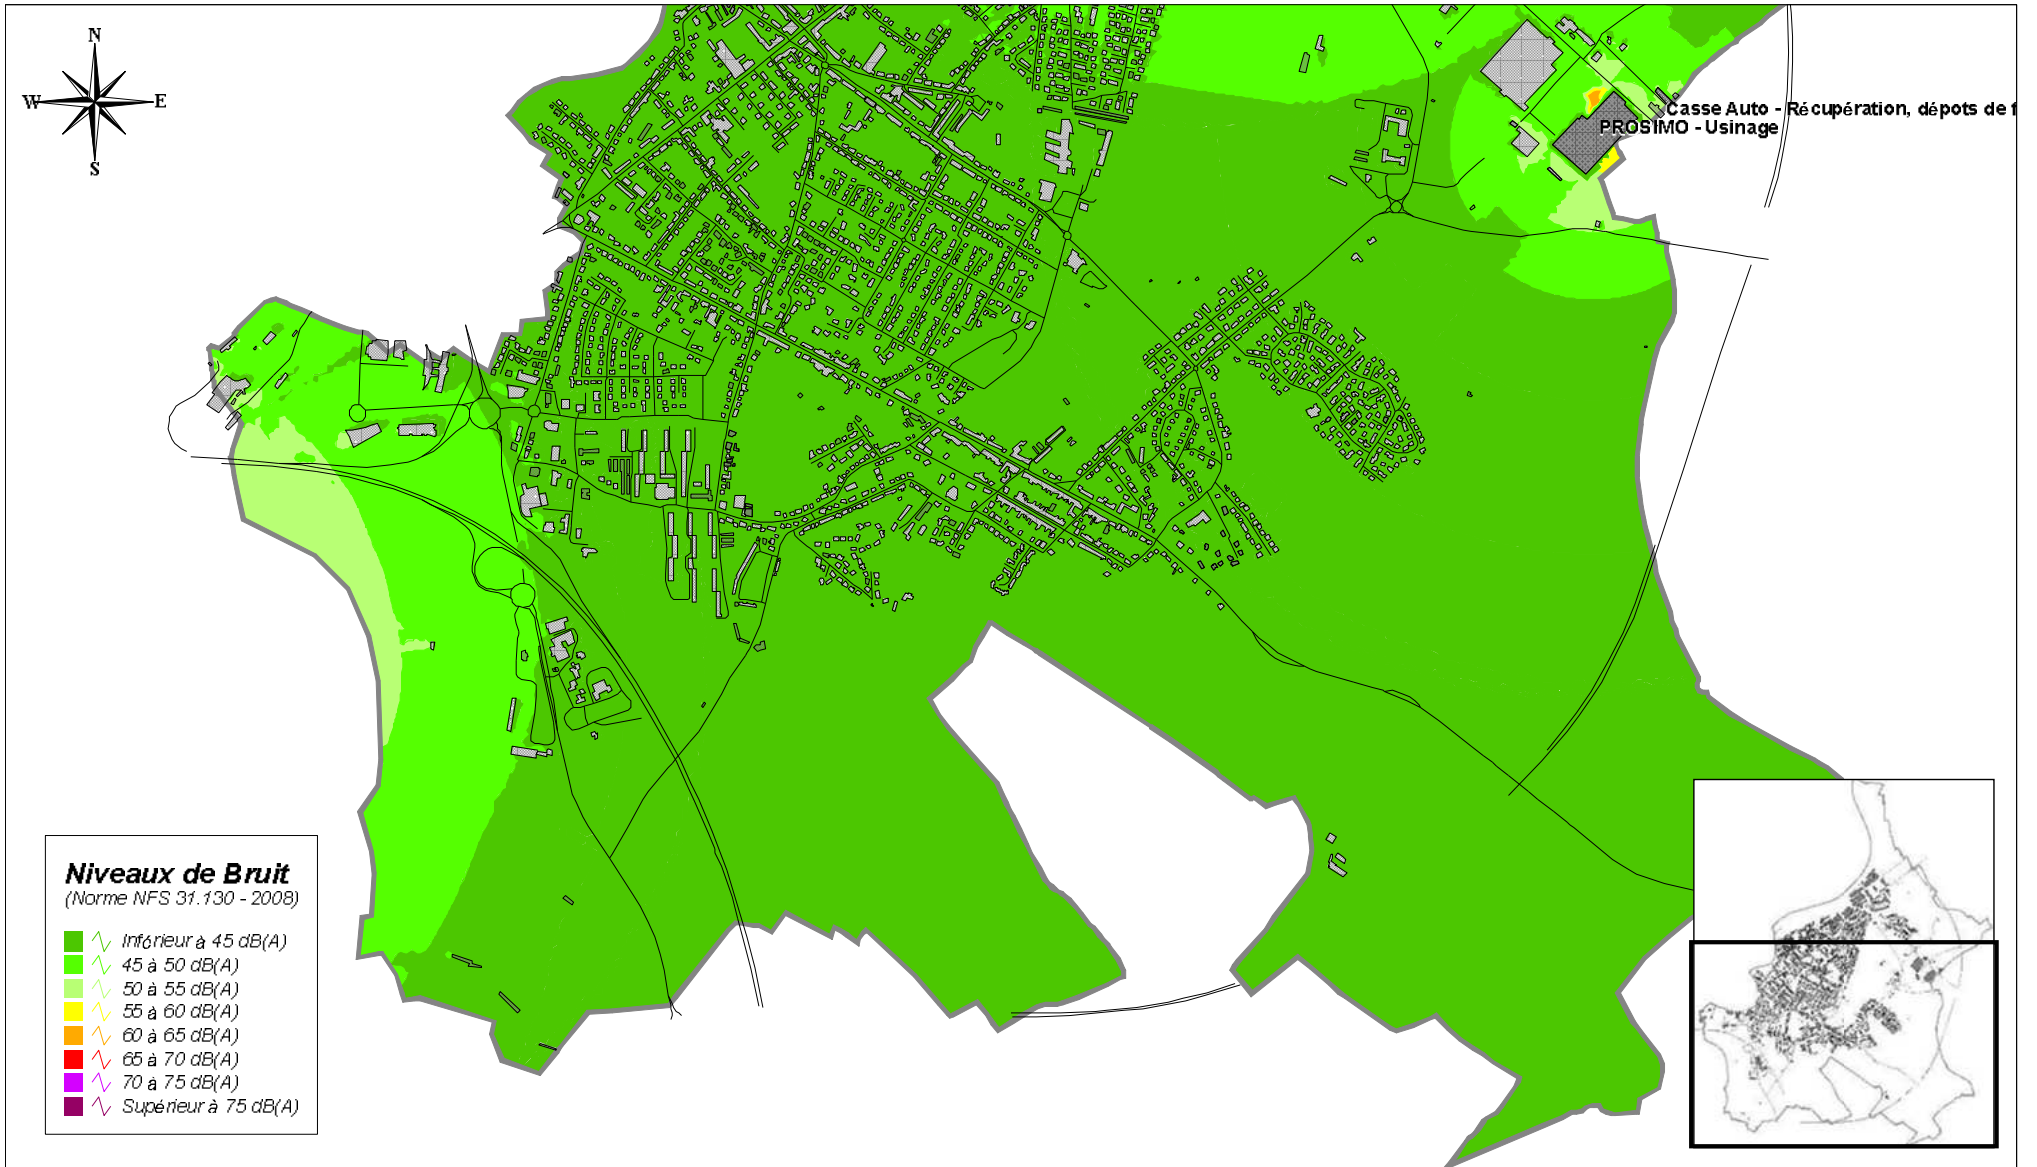 N
W
E
S
Casse Auto - Récupération, dépots de f
PROSIMO - Usinage
Niveaux de Bruit
(Norme NFS 31.130 - 2008)
Inférieur à 45 dB(A)
45 à 50 dB(A)
50 à 55 dB(A)
55 à 60 dB(A)
60 à 65 dB(A)
65 à 70 dB(A)
70 à 75 dB(A)
Supérieur à 75 dB(A)